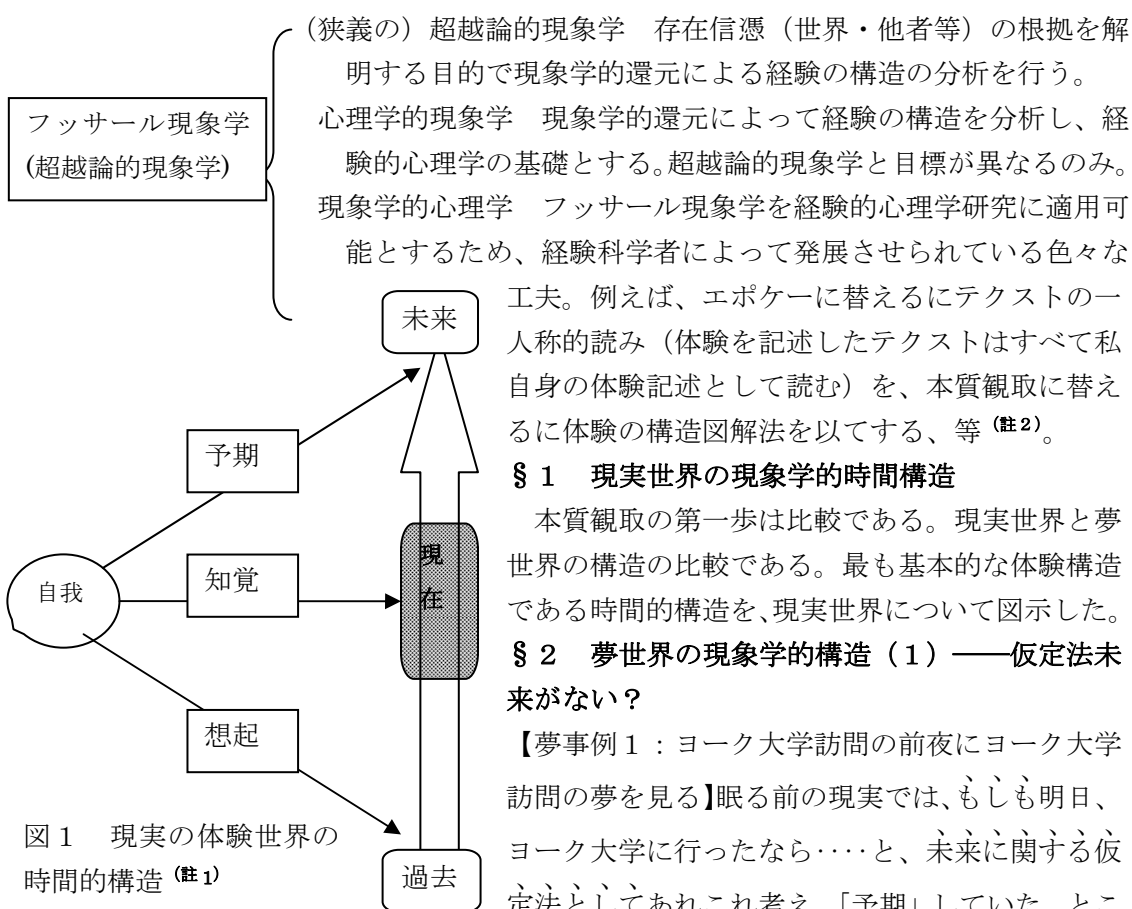 フッサール現象学
(超越論的現象学)
(狭義の)超越論的現象学　存在信憑(世界・他者等)の根拠を解
明する目的で現象学的還元による経験の構造の分析を行う。
心理学的現象学　現象学的還元によって経験の構造を分析し、経
験的心理学の基礎とする。超越論的現象学と目標が異なるのみ。
現象学的心理学　フッサール現象学を経験的心理学研究に適用可
能とするため、経験科学者によって発展させられている色々な
工夫。例えば、エポケーに替えるにテクストの一
人称的読み(体験を記述したテクストはすべて私
自身の体験記述として読む)を、本質観取に替え
るに体験の構造図解法を以てする、等(註2)。
§1　現実世界の現象学的時間構造
本質観取の第一歩は比較である。現実世界と夢
世界の構造の比較である。最も基本的な体験構造
である時間的構造を、現実世界について図示した。
§2　夢世界の現象学的構造(1)――仮定法未
来がない?
【夢事例1:ヨーク大学訪問の前夜にヨーク大学
訪問の夢を見る】眠る前の現実では、もしも明日、
ヨーク大学に行ったなら‥‥と、未来に関する仮
定法としてあれこれ考え、「予期」していた。とこ
未来
予期
現
在
知覚
自我
想起
過去
図1　現実の体験世界の
時間的構造(註1)